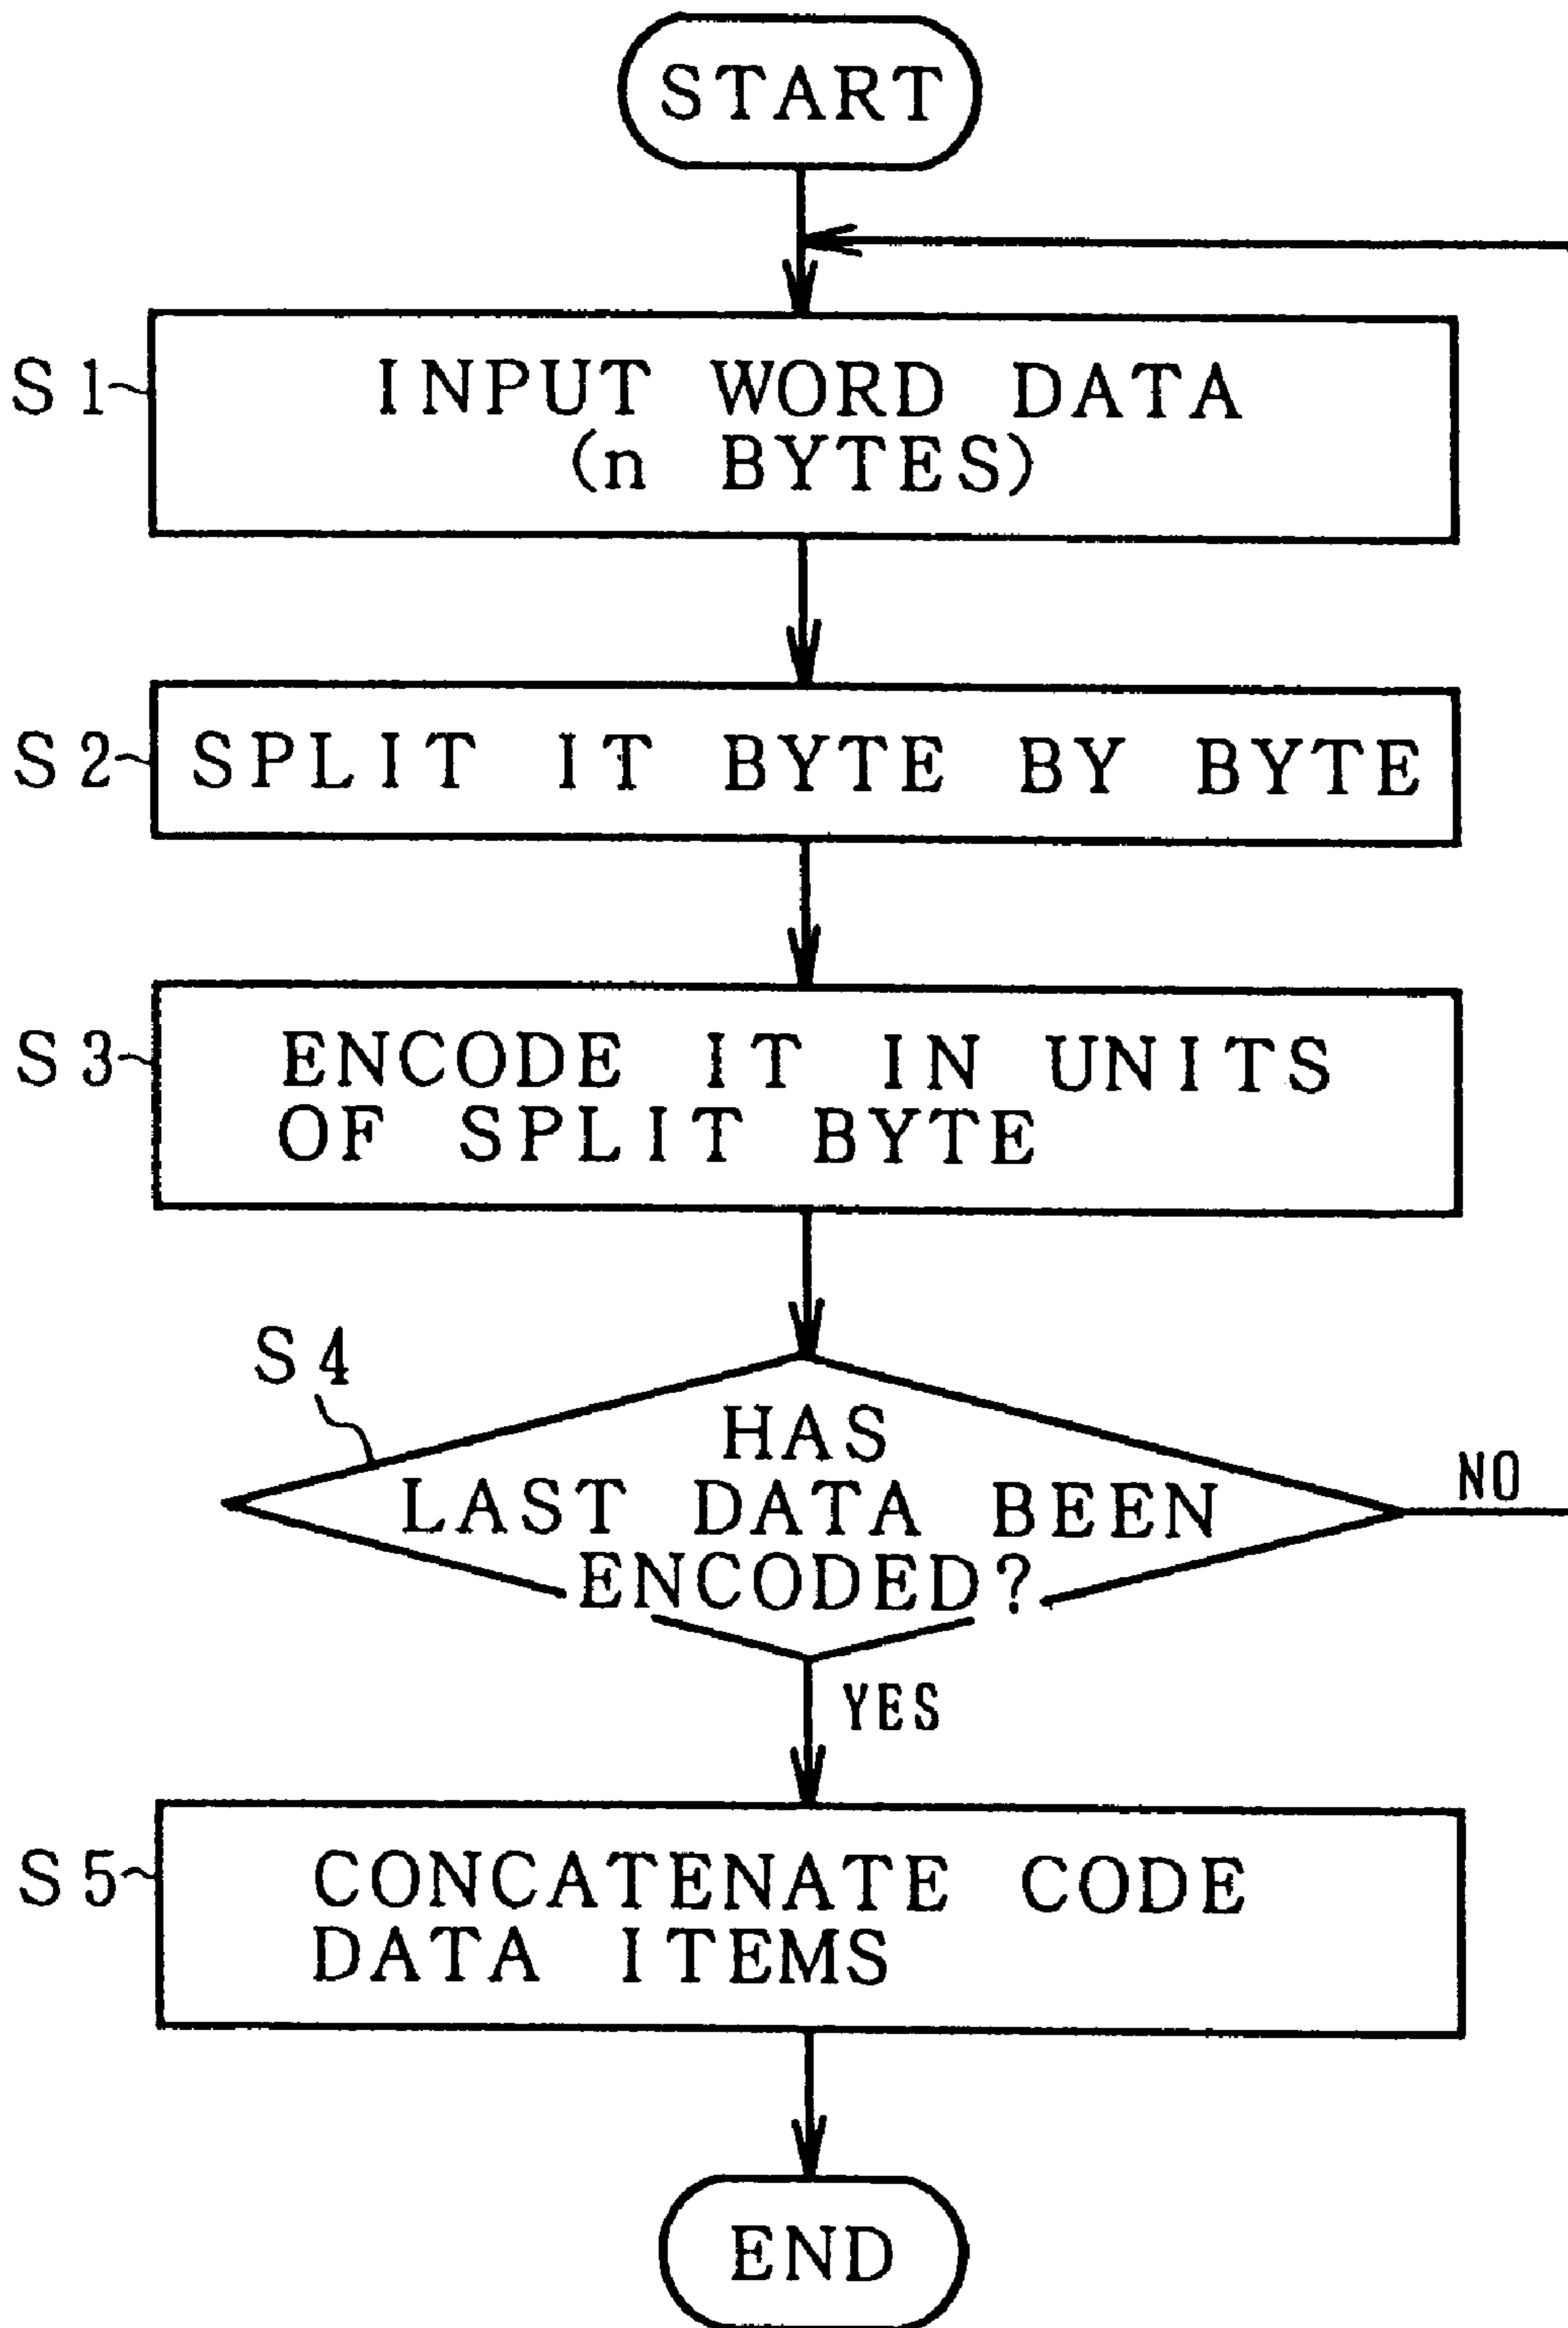 START
S1
INPUT WORD DATA
(n BYTES)
S2
SPLIT IT BYTE BY BYTE
S3
ENCODE IT IN UNITS
OF SPLIT BYTE
S4
HAS
LAST DATA BEEN
ENCODED?
NO
YES
S5
CONCATENATE CODE
DATA ITEMS
END